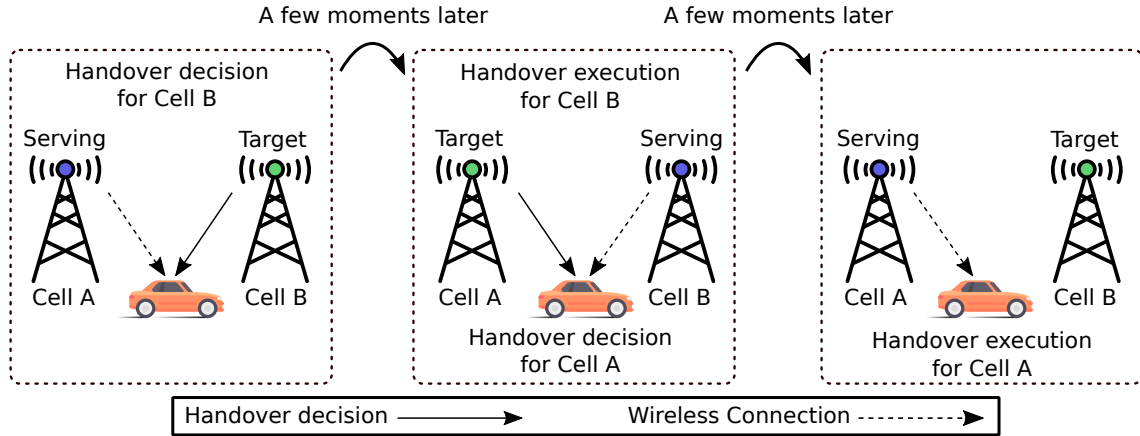 A few moments later
A few moments later
Handover decision
for Cell B
Serving
Target
Cell A
Cell B
Handover execution
for Cell B
Target
Serving
Cell A
Cell B
Handover decision
for Cell A
Serving
Target
Cell A
Cell B
Handover execution
for Cell A
Handover decision
Wireless Connection